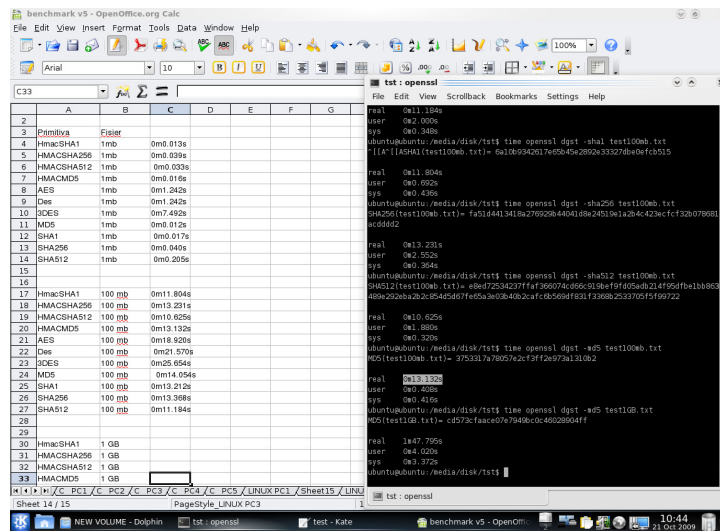 benchmark v5 - OpenOffice.org Calc
File Edit View Insert Format Tools Data Window Help
100%
Arial 10
C33
A B C D E F G
2
3 Primitiva Fisier
4 HmacSHA1 1mb 0m0.013s
5 HMACSHA256 1mb 0m0.039s
6 HMACSHA512 1mb 0m0.033s
7 HMACMD5 1mb 0m0.016s
8 AES 1mb 0m1.242s
9 Des 1mb 0m1.242s
10 3DES 1mb 0m7.492s
11 MD5 1mb 0m0.012s
12 SHA1 1mb 0m0.017s
13 SHA256 1mb 0m0.040s
14 SHA512 1mb 0m0.205s
15
16
17 HmacSHA1 100 mb 0m11.804s
18 HMACSHA256 100 mb 0m13.231s
19 HMACSHA512 100 mb 0m10.625s
20 HMACMD5 100 mb 0m13.132s
21 AES 100 mb 0m18.920s
22 Des 100 mb 0m21.570s
23 3DES 100 mb 0m25.654s
24 MD5 100 mb 0m14.054s
25 SHA1 100 mb 0m13.212s
26 SHA256 100 mb 0m13.368s
27 SHA512 100 mb 0m11.184s
28
29
30 HmacSHA1 1 GB
31 HMACSHA256 1 GB
32 HMACSHA512 1 GB
33 HMACMD5 1 GB
C PC1 C PC2 C PC3 C PC4 C PC5 LINUX PC1 Sheet15 LINU
Sheet 14 / 15 PageStyle_LINUX PC3 1
tst : openssl
File Edit View Scrollback Bookmarks Settings Help
real 0m11.184s
user 0m2.000s
sys 0m0.348s
ubuntu@ubuntu:/media/disk/tst$ time openssl dgst -sha1 test100mb.txt
^[[A^[[ASHA1(test100mb.txt)= 6a10b9342617e65b45e2892e33327dbe0efcb515
real 0m11.804s
user 0m0.692s
sys 0m0.436s
ubuntu@ubuntu:/media/disk/tst$ time openssl dgst -sha256 test100mb.txt
SHA256(test100mb.txt)= fa51d4413418a276929b44041d8e24519e1a2b4c423ecfcf32b078681
acdddd2
real 0m13.231s
user 0m2.552s
sys 0m0.364s
ubuntu@ubuntu:/media/disk/tst$ time openssl dgst -sha512 test100mb.txt
SHA512(test100mb.txt)= e8ed72534237ffaf366074cd66c919bef9fd05adb214f95dfbe1bb863
489e292eba2b2c854d5d67fe65a3e03b40b2cafc6b569df831f3368b2533705f5f99722
real 0m10.625s
user 0m1.880s
sys 0m0.320s
ubuntu@ubuntu:/media/disk/tst$ time openssl dgst -md5 test100mb.txt
MD5(test100mb.txt)= 3753317a78057e2cf3ff2e973a1310b2
real 0m13.132s
user 0m0.408s
sys 0m0.416s
ubuntu@ubuntu:/media/disk/tst$ time openssl dgst -md5 test1GB.txt
MD5(test1GB.txt)= cd573cfaace07e7949bc0c46028904ff
real 1m47.795s
user 0m4.020s
sys 0m3.372s
ubuntu@ubuntu:/media/disk/tst$
tst : openssl
NEW VOLUME - Dolphin tst : openssl test - Kate benchmark v5 - OpenOffic 10:44
21 Oct 2009